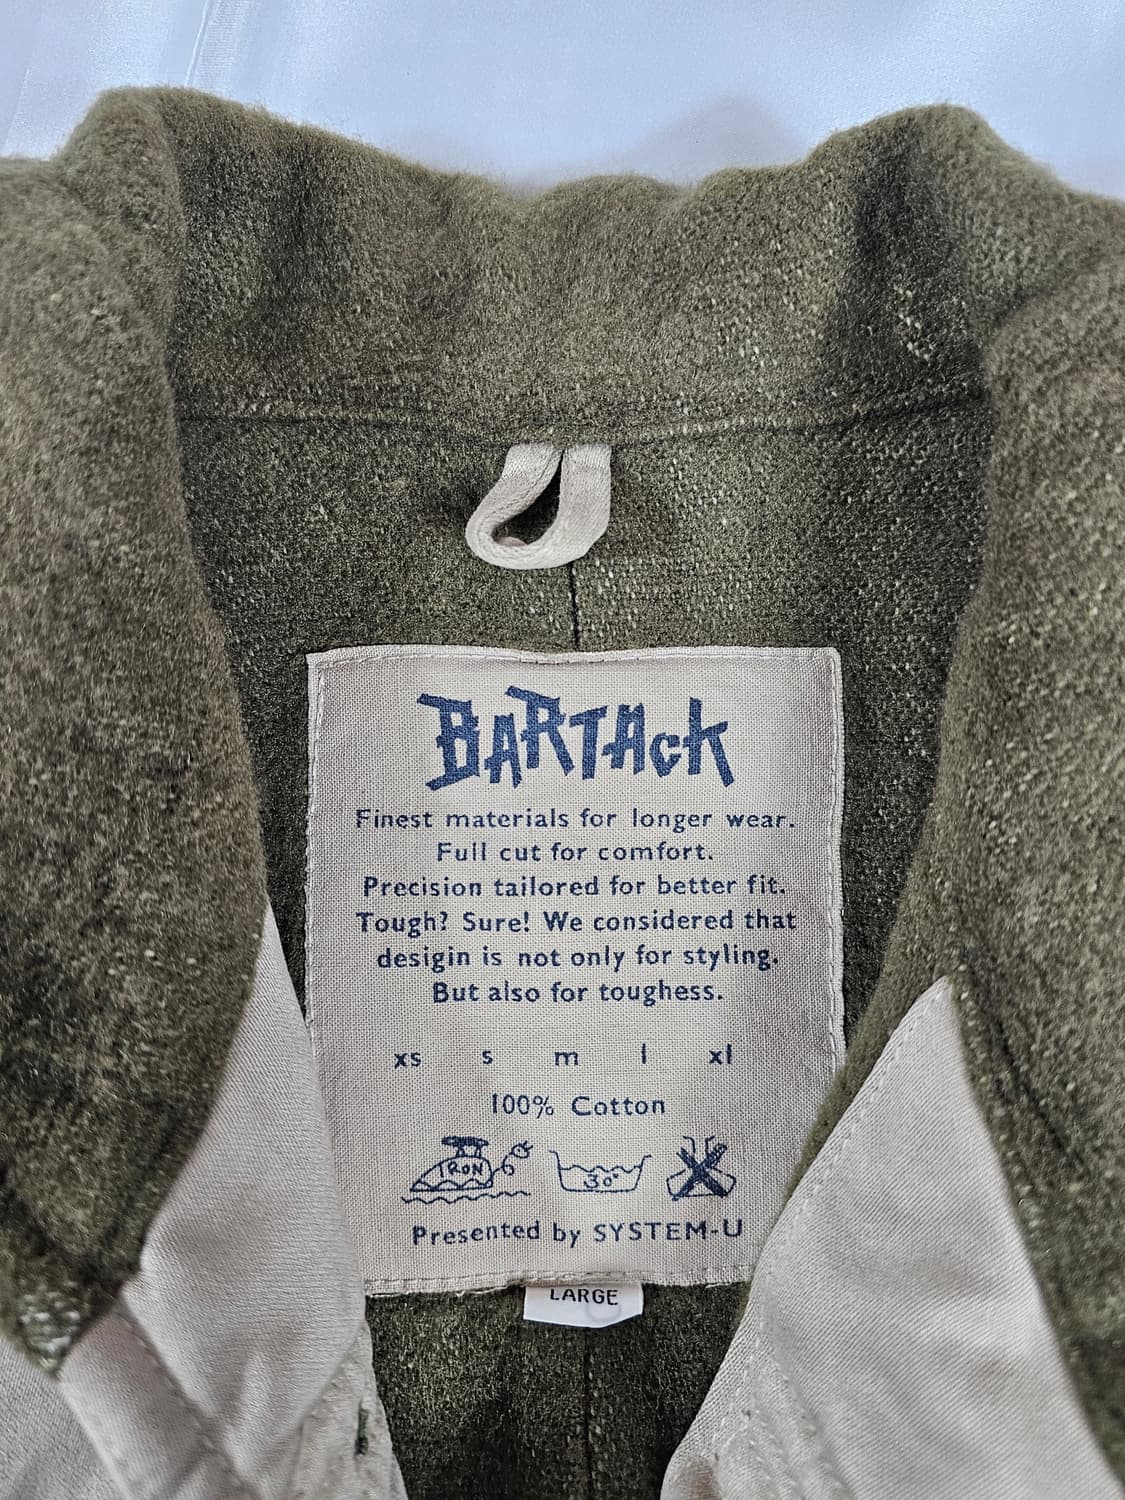 BARTAck
Finest materials for longer wear.
Full cut for comfort.
Precision tailored for better fit.
Tough? Sure! We considered that
desigin is not only for styling.
But also for toughess.
xs s m l xl
100% Cotton
IRON 30°
Presented by SYSTEM-U
LARGE